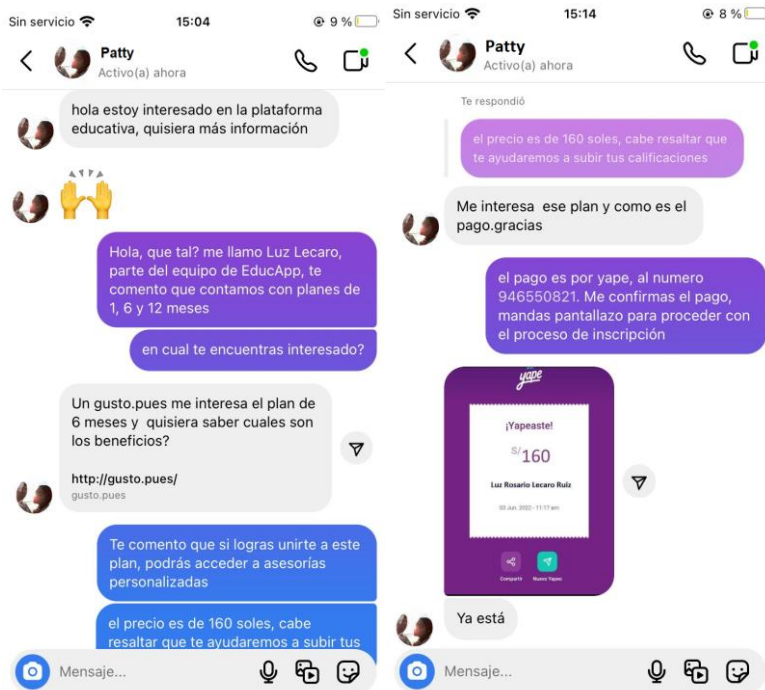 Sin servicio 15:04 9 %
Patty
Activo(a) ahora
hola estoy interesado en la plataforma
educativa, quisiera más información
Hola, que tal? me llamo Luz Lecaro,
parte del equipo de EducApp, te
comento que contamos con planes de
1, 6 y 12 meses
en cual te encuentras interesado?
Un gusto.pues me interesa el plan de
6 meses y quisiera saber cuales son
los beneficios?
http://gusto.pues/
gusto.pues
Te comento que si logras unirte a este
plan, podrás acceder a asesorías
personalizadas
el precio es de 160 soles, cabe
resaltar que te ayudaremos a subir tus
Mensaje...
Sin servicio 15:14 8 %
Patty
Activo(a) ahora
Te respondió
el precio es de 160 soles, cabe resaltar que
te ayudaremos a subir tus calificaciones
Me interesa ese plan y como es el
pago.gracias
el pago es por yape, al numero
946550821. Me confirmas el pago,
mandas pantallazo para proceder con
el proceso de inscripción
yape
¡Yapeaste!
S/160
Luz Rosario Lecaro Ruiz
03 Jun. 2022 - 11:17 am
Compartir Nuevo Yapeo
Ya está
Mensaje...